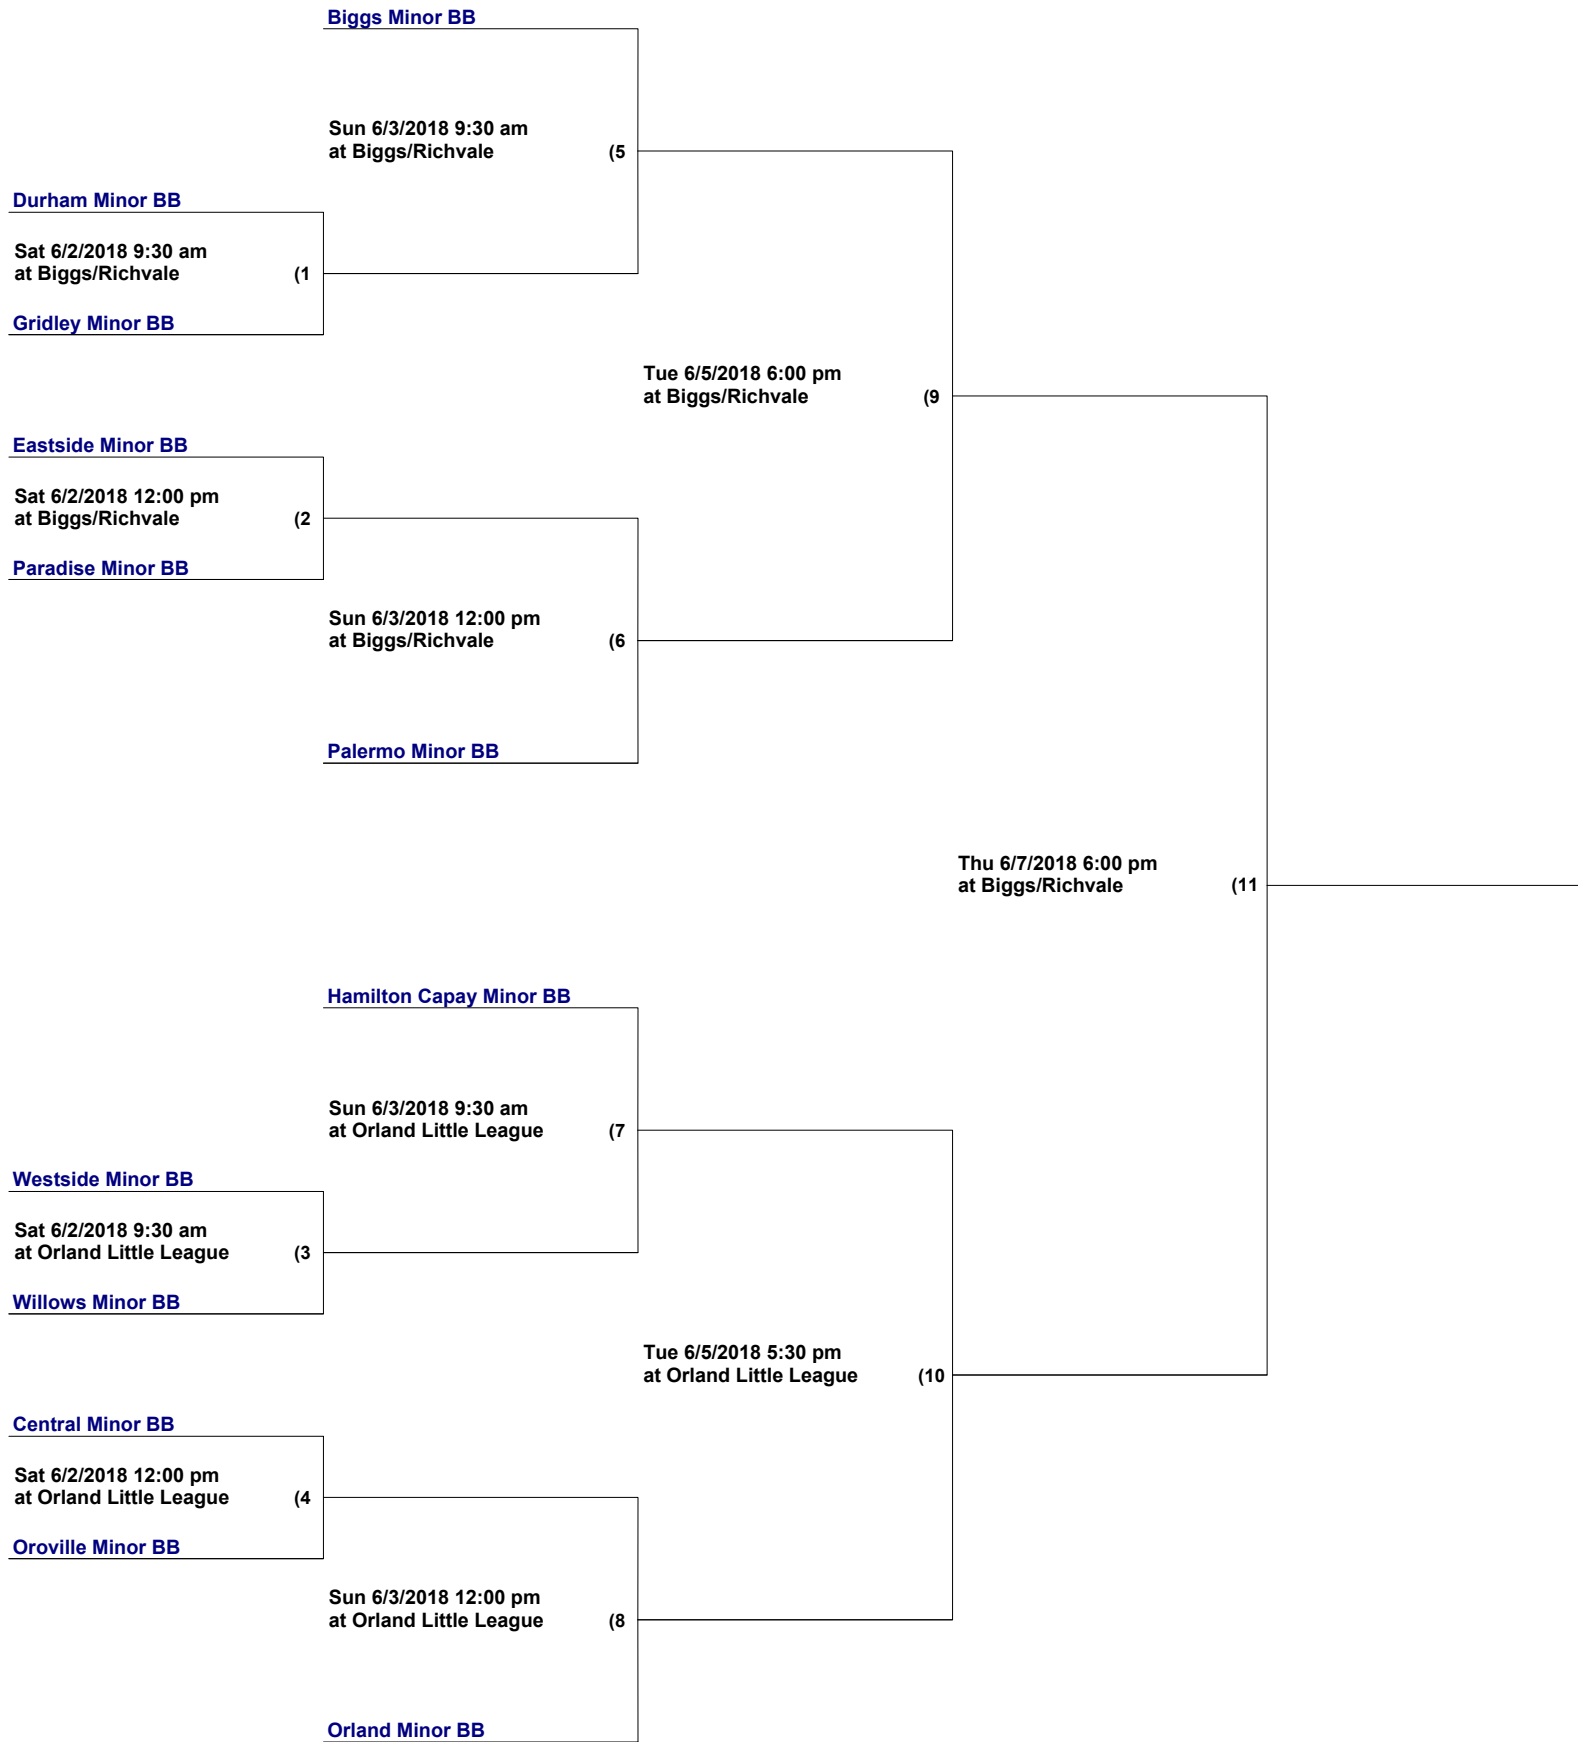 Biggs Minor BB
Sun 6/3/2018 9:30 am
at Biggs/Richvale (5
Durham Minor BB
Sat 6/2/2018 9:30 am
at Biggs/Richvale (1
Gridley Minor BB
Tue 6/5/2018 6:00 pm
at Biggs/Richvale (9
Eastside Minor BB
Sat 6/2/2018 12:00 pm
at Biggs/Richvale (2
Paradise Minor BB
Sun 6/3/2018 12:00 pm
at Biggs/Richvale (6
Palermo Minor BB
Thu 6/7/2018 6:00 pm
at Biggs/Richvale (11
Hamilton Capay Minor BB
Sun 6/3/2018 9:30 am
at Orland Little League (7
Westside Minor BB
Sat 6/2/2018 9:30 am
at Orland Little League (3
Willows Minor BB
Tue 6/5/2018 5:30 pm
at Orland Little League (10
Central Minor BB
Sat 6/2/2018 12:00 pm
at Orland Little League (4
Oroville Minor BB
Sun 6/3/2018 12:00 pm
at Orland Little League (8
Orland Minor BB